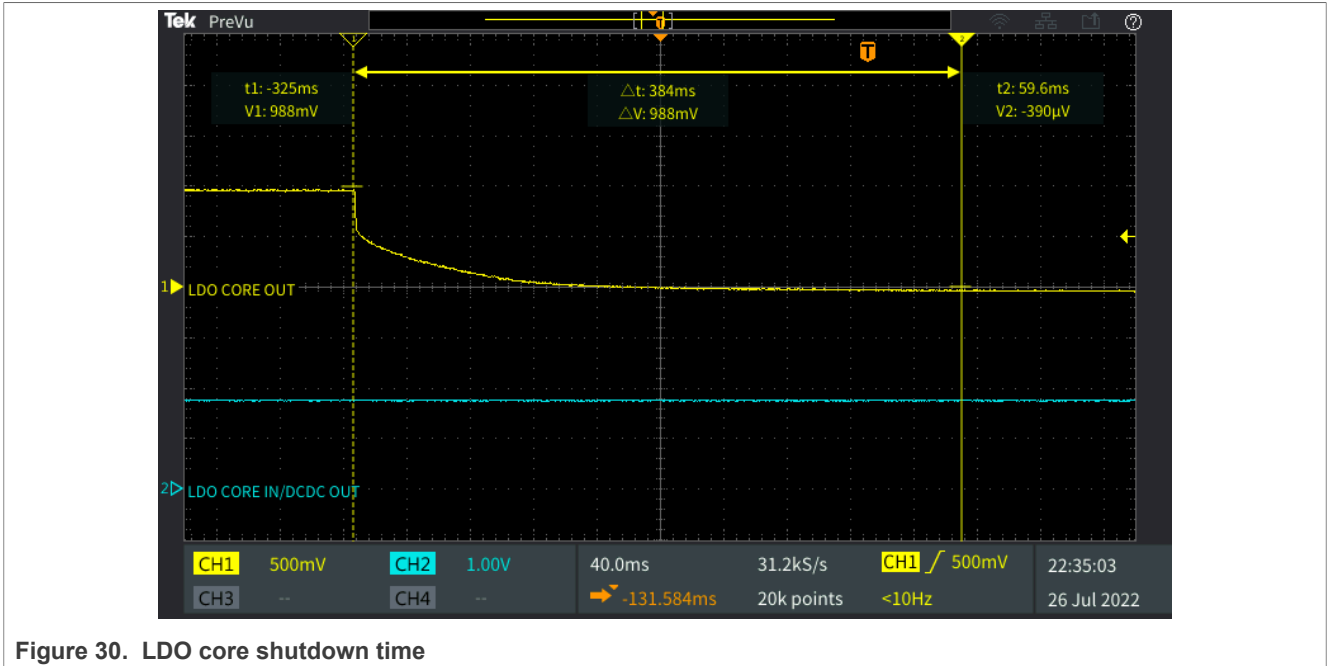 Tek PreVu
[ T ]
?
1
2
T
t1: -325ms
V1: 988mV
△t: 384ms
△V: 988mV
t2: 59.6ms
V2: -390µV
1 LDO CORE OUT
2 LDO CORE IN/DCDC OUT
CH1 500mV CH2 1.00V 40.0ms 31.2kS/s CH1 500mV 22:35:03
CH3 -- CH4 -- -131.584ms 20k points <10Hz 26 Jul 2022
Figure 30. LDO core shutdown time